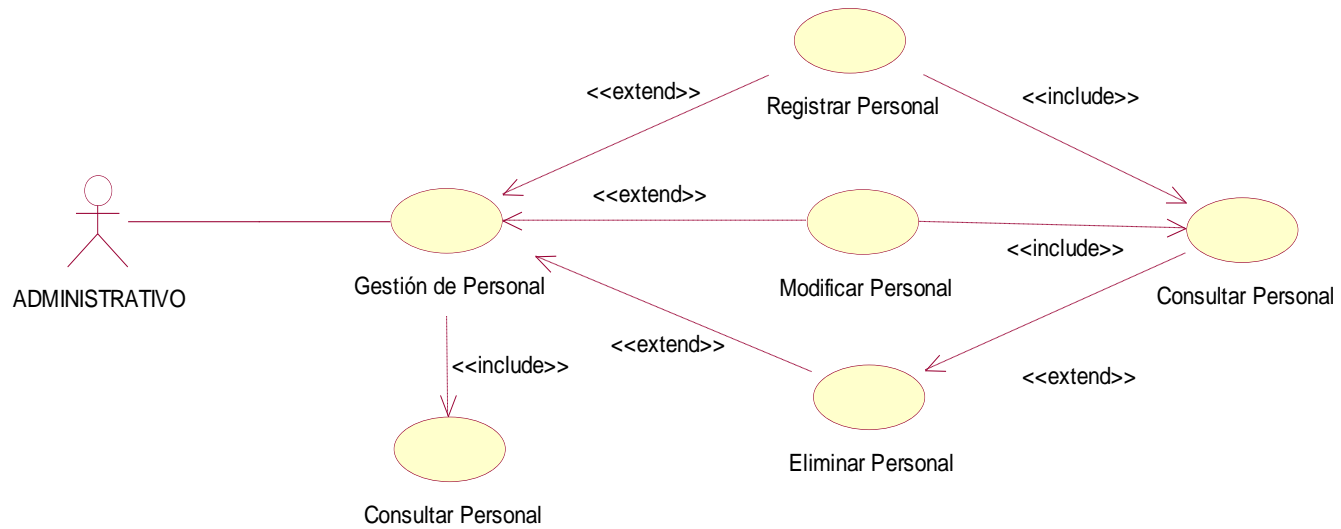 <<extend>>
Registrar Personal
<<include>>
<<extend>>
<<include>>
ADMINISTRATIVO
Gestión de Personal
Modificar Personal
Consultar Personal
<<extend>>
<<include>>
<<extend>>
Eliminar Personal
Consultar Personal